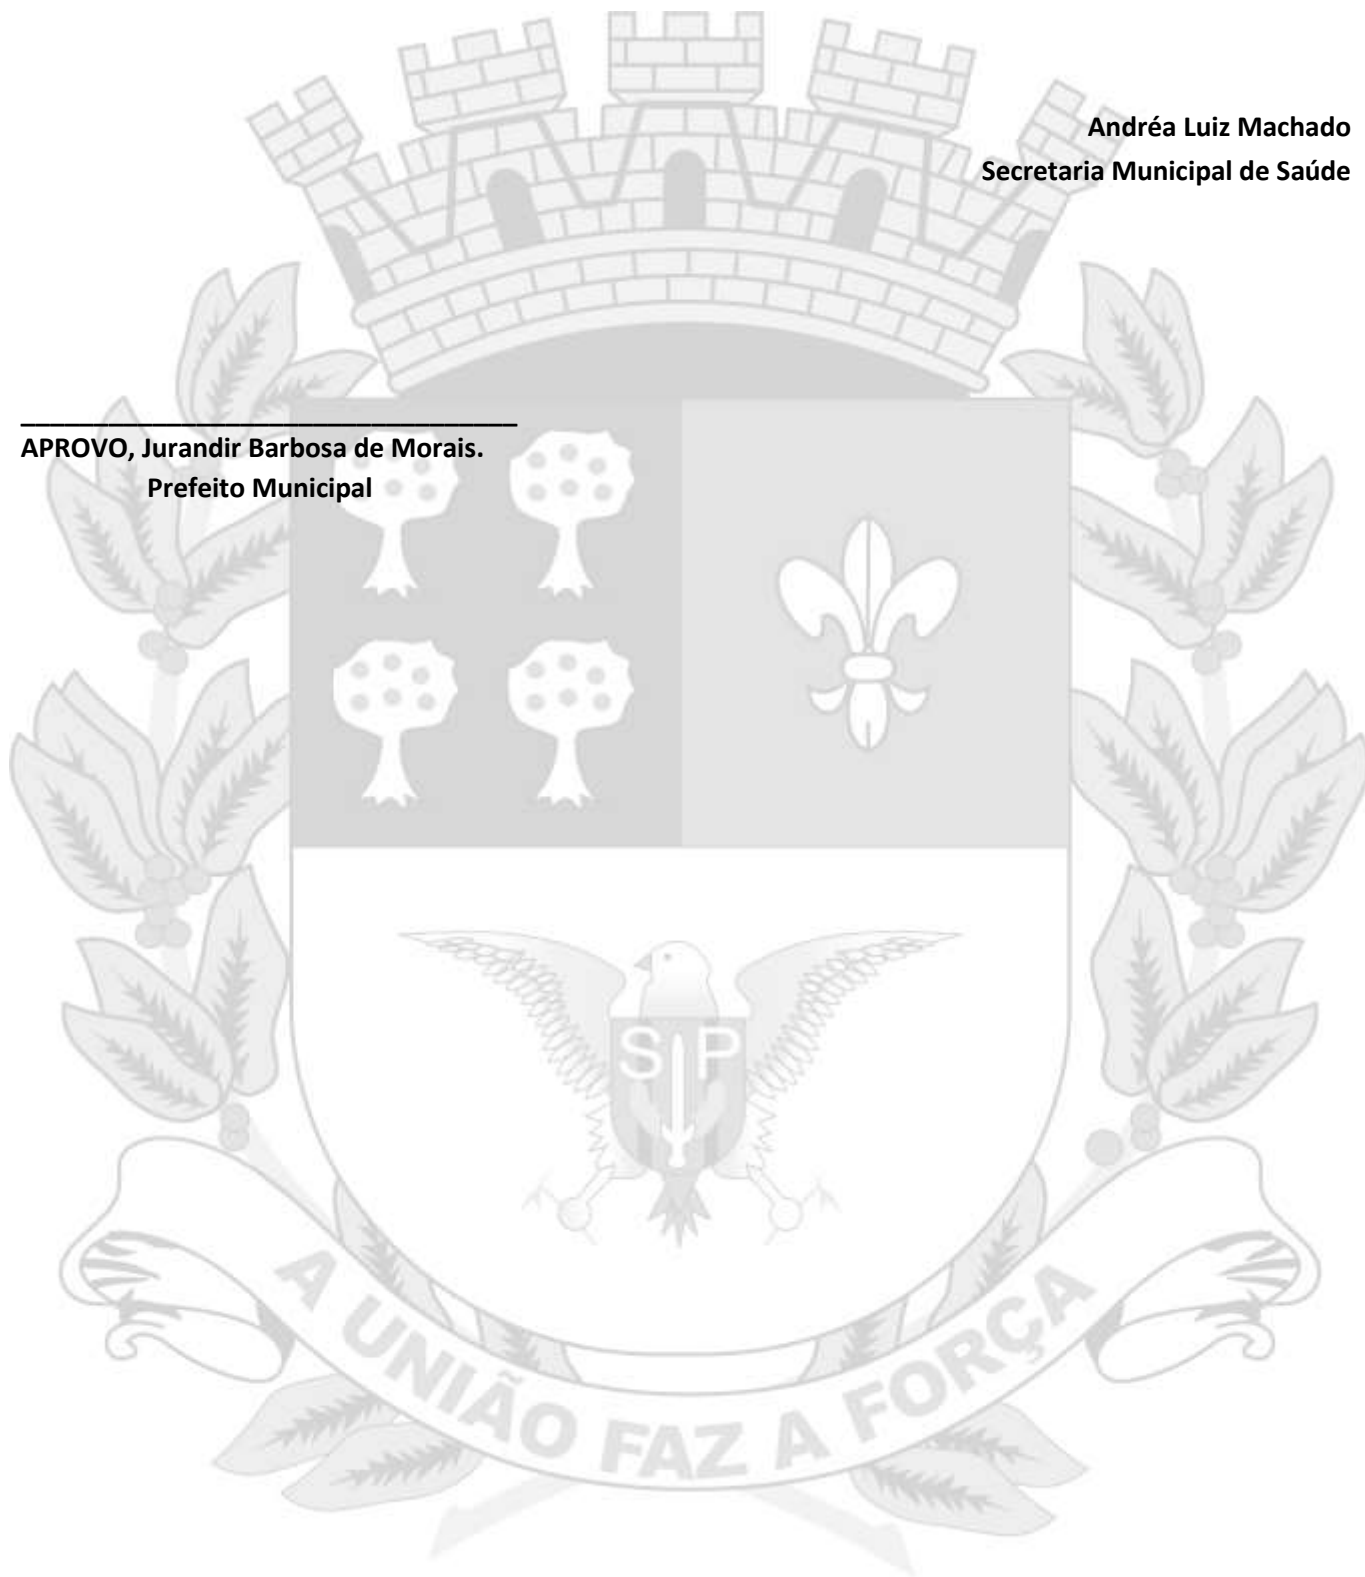 Andréa Luiz Machado
Secretaria Municipal de Saúde
APROVO, Jurandir Barbosa de Morais.
Prefeito Municipal
S P
A UNIÃO FAZ A FORÇA